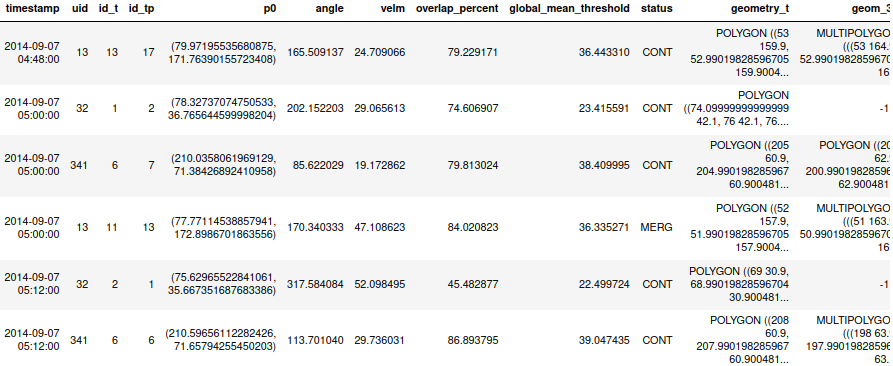 timestamp uid id_t id_tp p0 angle velm overlap_percent global_mean_threshold status geometry_t geom_3
2014-09-07 04:48:00 13 13 17 (79.97195535680875, 171.76390155723408) 165.509137 24.709066 79.229171 36.443310 CONT POLYGON ((53 159.9, 52.99019828596705 159.9004... MULTIPOLYGO (((53 164. 52.9901982859670 16
2014-09-07 05:00:00 32 1 2 (78.32737074750533, 36.765644599998204) 202.152203 29.065613 74.606907 23.415591 CONT POLYGON ((74.09999999999999 42.1, 76 42.1, 76.... -1
2014-09-07 05:00:00 341 6 7 (210.0358061969129, 71.38426892410958) 85.622029 19.172862 79.813024 38.409995 CONT POLYGON ((205 60.9, 204.990198285967 60.900481... POLYGON ((20 62. 200.9901982859 62.900481
2014-09-07 05:00:00 13 11 13 (77.77114538857941, 172.8986701863556) 170.340333 47.108623 84.020823 36.335271 MERG POLYGON ((52 157.9, 51.99019828596705 157.9004... MULTIPOLYGO (((51 163. 50.9901982859670 16
2014-09-07 05:12:00 32 2 1 (75.62965522841061, 35.667351687683386) 317.584084 52.098495 45.482877 22.499724 CONT POLYGON ((69 30.9, 68.99019828596704 30.900481... -1
2014-09-07 05:12:00 341 6 6 (210.59656112282426, 71.65794255450203) 113.701040 29.736031 86.893795 39.047435 CONT POLYGON ((208 60.9, 207.990198285967 60.900481... MULTIPOLYGO (((198 63. 197.9901982859 63.